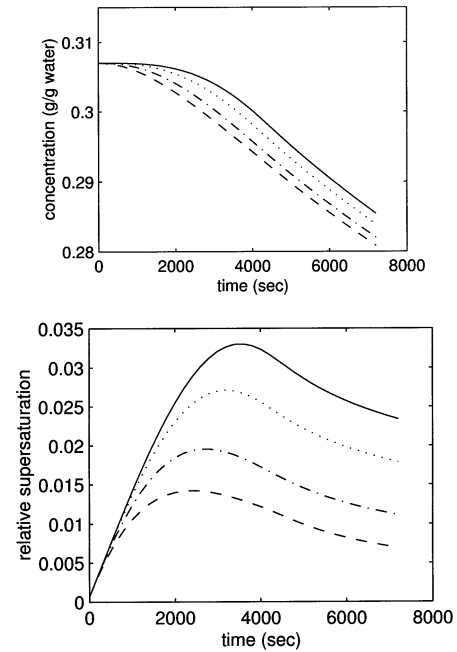 0.31
0.3
0.29
0.28
concentration (g/g water)
0 2000 4000 6000 8000
time (sec)
0.035
0.03
0.025
0.02
0.015
0.01
0.005
0
relative supersaturation
0 2000 4000 6000 8000
time (sec)